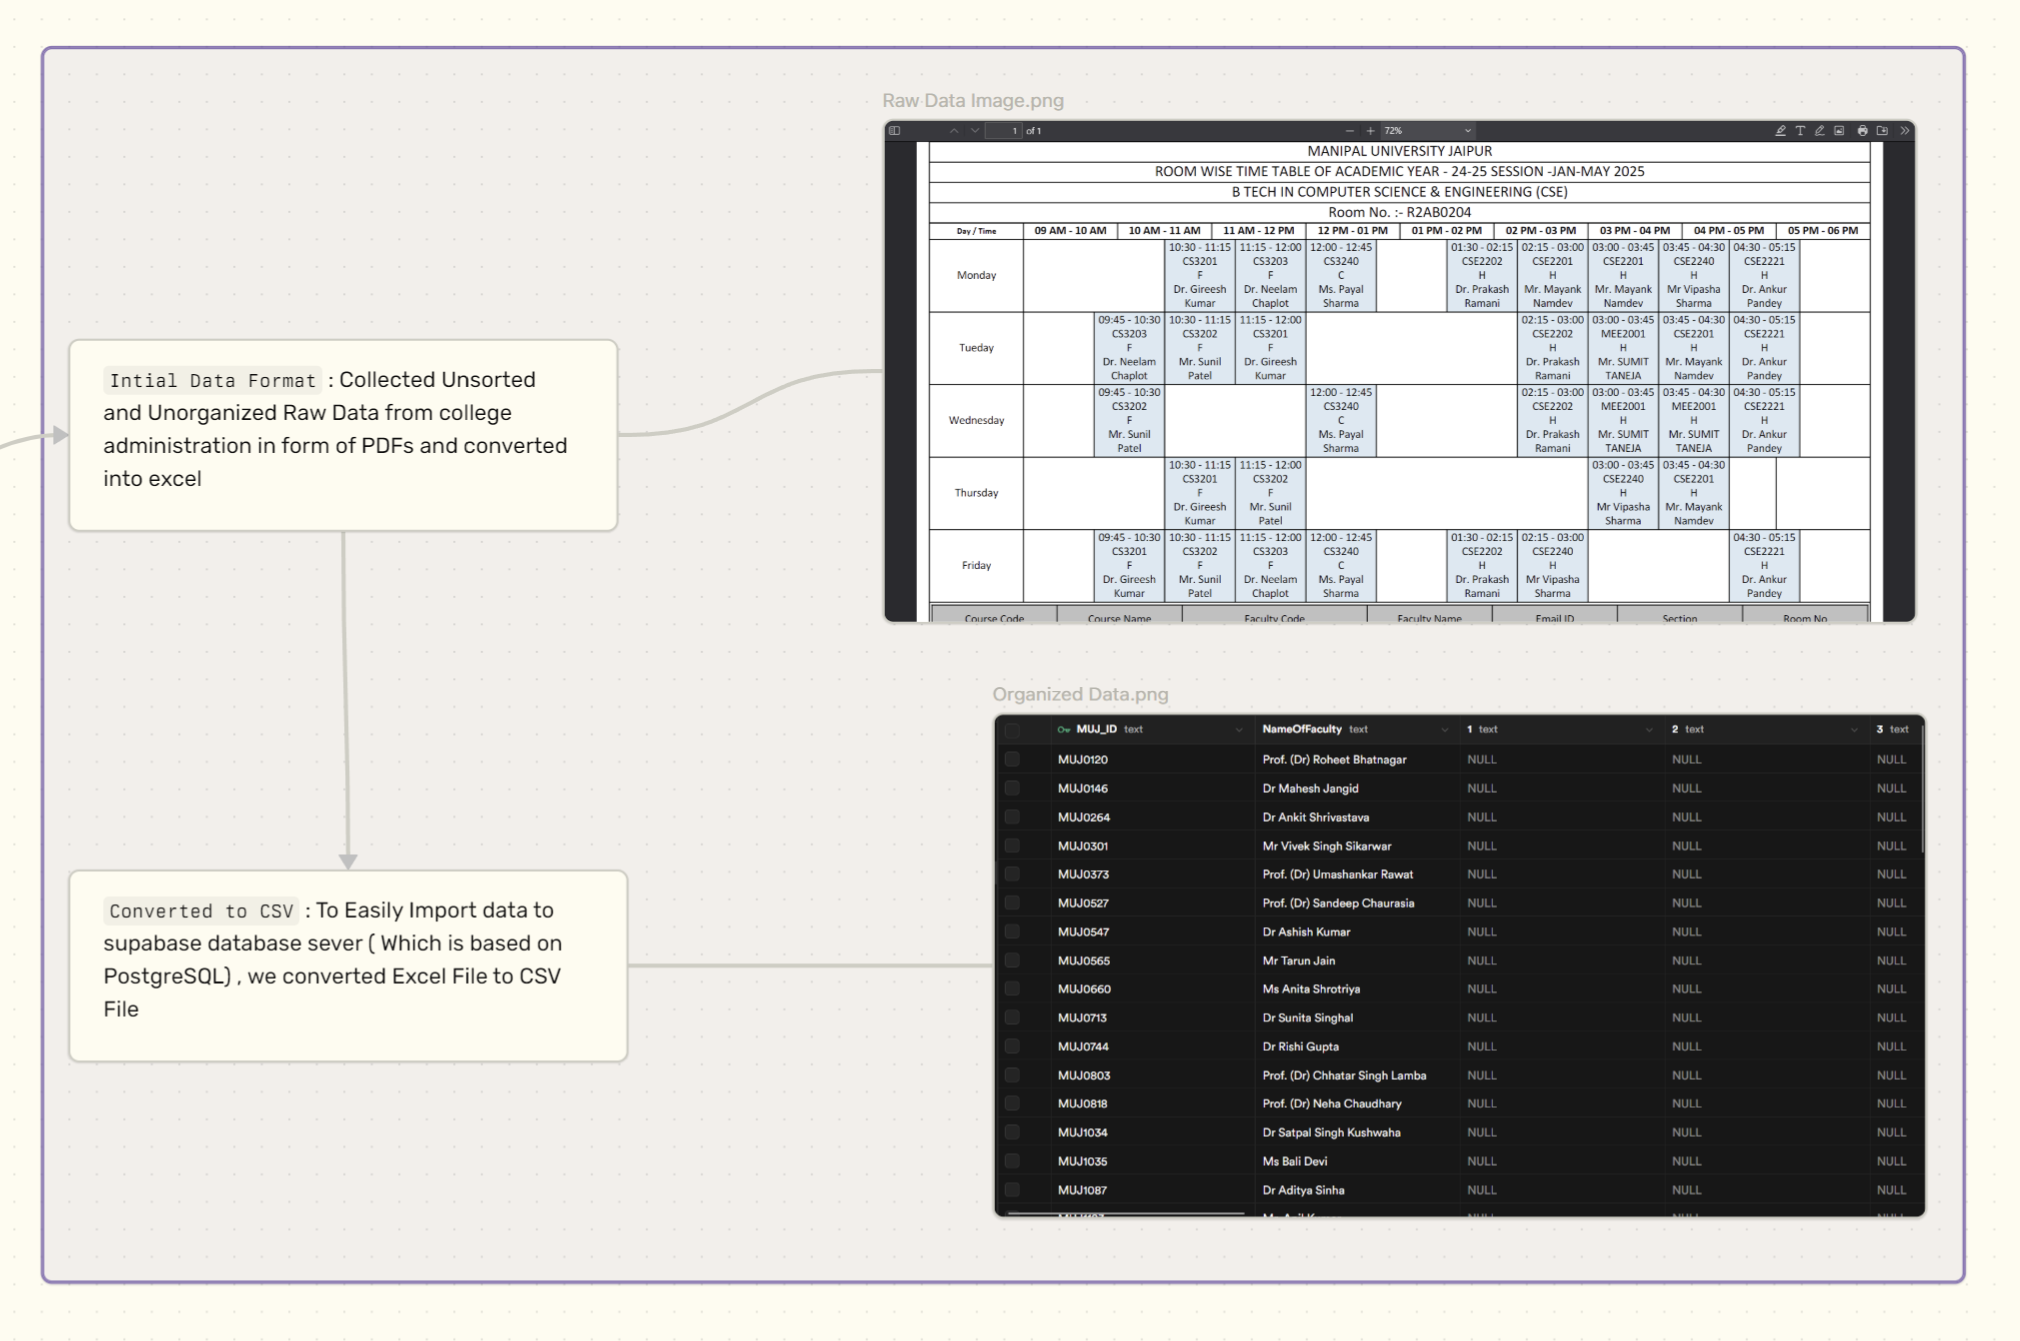 Raw Data Image.png
1 of 1
72%
MANIPAL UNIVERSITY JAIPUR
ROOM WISE TIME TABLE OF ACADEMIC YEAR - 24-25 SESSION -JAN-MAY 2025
B TECH IN COMPUTER SCIENCE & ENGINEERING (CSE)
Room No. :- R2AB0204
Day / Time 09 AM - 10 AM 10 AM - 11 AM 11 AM - 12 PM 12 PM - 01 PM 01 PM - 02 PM 02 PM - 03 PM 03 PM - 04 PM 04 PM - 05 PM 05 PM - 06 PM
10:30 - 11:15 11:15 - 12:00 12:00 - 12:45 01:30 - 02:15 02:15 - 03:00 03:00 - 03:45 03:45 - 04:30 04:30 - 05:15
CS3201 CS3203 CS3240 CSE2202 CSE2201 CSE2201 CSE2240 CSE2221
Monday F F C H H H H H
Dr. Gireesh Dr. Neelam Ms. Payal Dr. Prakash Mr. Mayank Mr. Mayank Mr Vipasha Dr. Ankur
Kumar Chaplot Sharma Ramani Namdev Namdev Sharma Pandey
09:45 - 10:30 10:30 - 11:15 11:15 - 12:00 02:15 - 03:00 03:00 - 03:45 03:45 - 04:30 04:30 - 05:15
CS3203 CS3202 CS3201 CSE2202 MEE2001 CSE2201 CSE2221
Tueday F F F H H H H
Dr. Neelam Mr. Sunil Dr. Gireesh Dr. Prakash Mr. SUMIT Mr. Mayank Dr. Ankur
Chaplot Patel Kumar Ramani TANEJA Namdev Pandey
09:45 - 10:30 12:00 - 12:45 02:15 - 03:00 03:00 - 03:45 03:45 - 04:30 04:30 - 05:15
CS3202 CS3240 CSE2202 MEE2001 MEE2001 CSE2221
Wednesday F C H H H H
Mr. Sunil Ms. Payal Dr. Prakash Mr. SUMIT Mr. SUMIT Dr. Ankur
Patel Sharma Ramani TANEJA TANEJA Pandey
10:30 - 11:15 11:15 - 12:00 03:00 - 03:45 03:45 - 04:30
CS3201 CS3202 CSE2240 CSE2201
Thursday F F H H
Dr. Gireesh Mr. Sunil Mr Vipasha Mr. Mayank
Kumar Patel Sharma Namdev
09:45 - 10:30 10:30 - 11:15 11:15 - 12:00 12:00 - 12:45 01:30 - 02:15 02:15 - 03:00 04:30 - 05:15
CS3201 CS3202 CS3203 CS3240 CSE2202 CSE2240 CSE2221
Friday F F F C H H H
Dr. Gireesh Mr. Sunil Dr. Neelam Ms. Payal Dr. Prakash Mr Vipasha Dr. Ankur
Kumar Patel Chaplot Sharma Ramani Sharma Pandey
Course Code Course Name Faculty Code Faculty Name Email ID Section Room No
Intial Data Format : Collected Unsorted
and Unorganized Raw Data from college
administration in form of PDFs and converted
into excel
Organized Data.png
MUJ_ID text NameOfFaculty text 1 text 2 text 3 text
MUJ0120 Prof. (Dr) Roheet Bhatnagar NULL NULL NULL
MUJ0146 Dr Mahesh Jangid NULL NULL NULL
MUJ0264 Dr Ankit Shrivastava NULL NULL NULL
MUJ0301 Mr Vivek Singh Sikarwar NULL NULL NULL
MUJ0373 Prof. (Dr) Umashankar Rawat NULL NULL NULL
MUJ0527 Prof. (Dr) Sandeep Chaurasia NULL NULL NULL
MUJ0547 Dr Ashish Kumar NULL NULL NULL
MUJ0565 Mr Tarun Jain NULL NULL NULL
MUJ0660 Ms Anita Shrotriya NULL NULL NULL
MUJ0713 Dr Sunita Singhal NULL NULL NULL
MUJ0744 Dr Rishi Gupta NULL NULL NULL
MUJ0803 Prof. (Dr) Chhatar Singh Lamba NULL NULL NULL
MUJ0818 Prof. (Dr) Neha Chaudhary NULL NULL NULL
MUJ1034 Dr Satpal Singh Kushwaha NULL NULL NULL
MUJ1035 Ms Bali Devi NULL NULL NULL
MUJ1087 Dr Aditya Sinha NULL NULL NULL
NULL NULL NULL
Converted to CSV : To Easily Import data to
supabase database sever ( Which is based on
PostgreSQL) , we converted Excel File to CSV
File